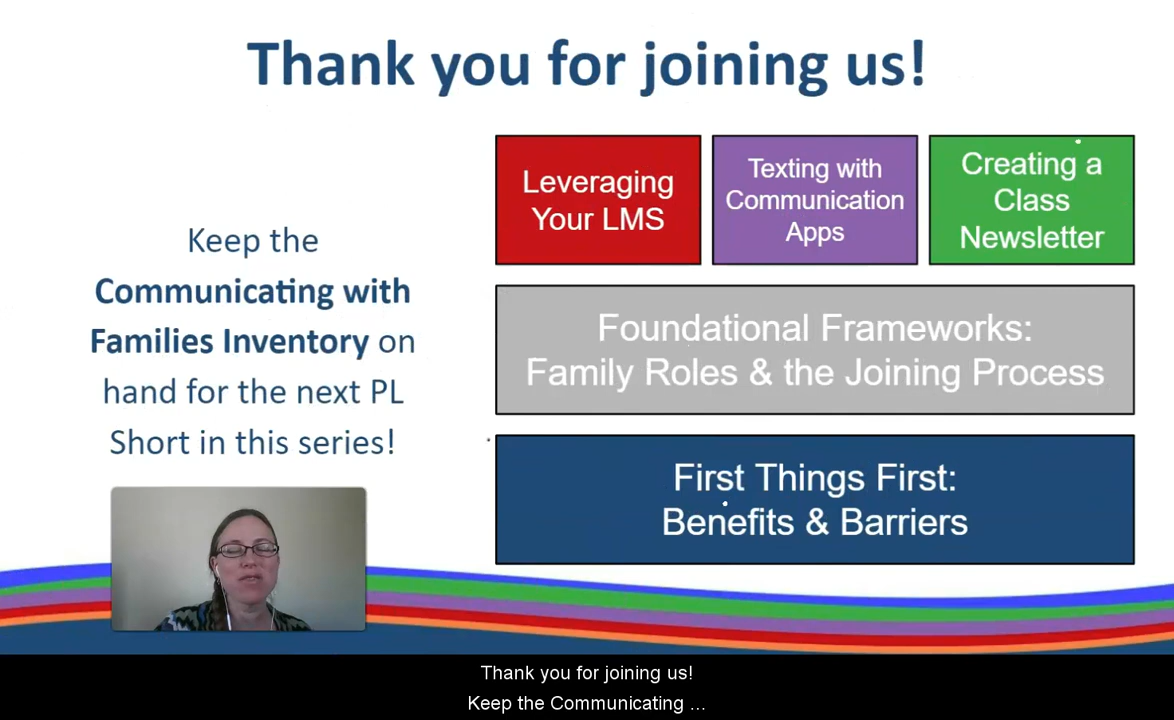 Thank you for joining us!
Keep the
Communicating with
Families Inventory on
hand for the next PL
Short in this series!
Leveraging
Your LMS
Texting with
Communication
Apps
Creating a
Class
Newsletter
Foundational Frameworks:
Family Roles & the Joining Process
First Things First:
Benefits & Barriers
Thank you for joining us!
Keep the Communicating ...